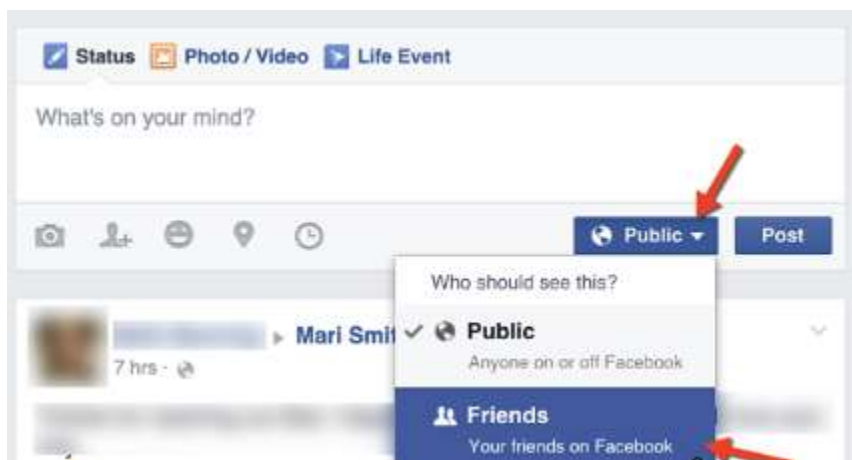 Status Photo / Video Life Event
What's on your mind?
Public Post
Who should see this?
Public
Anyone on or off Facebook
Mari Smi
7 hrs ·
Friends
Your friends on Facebook